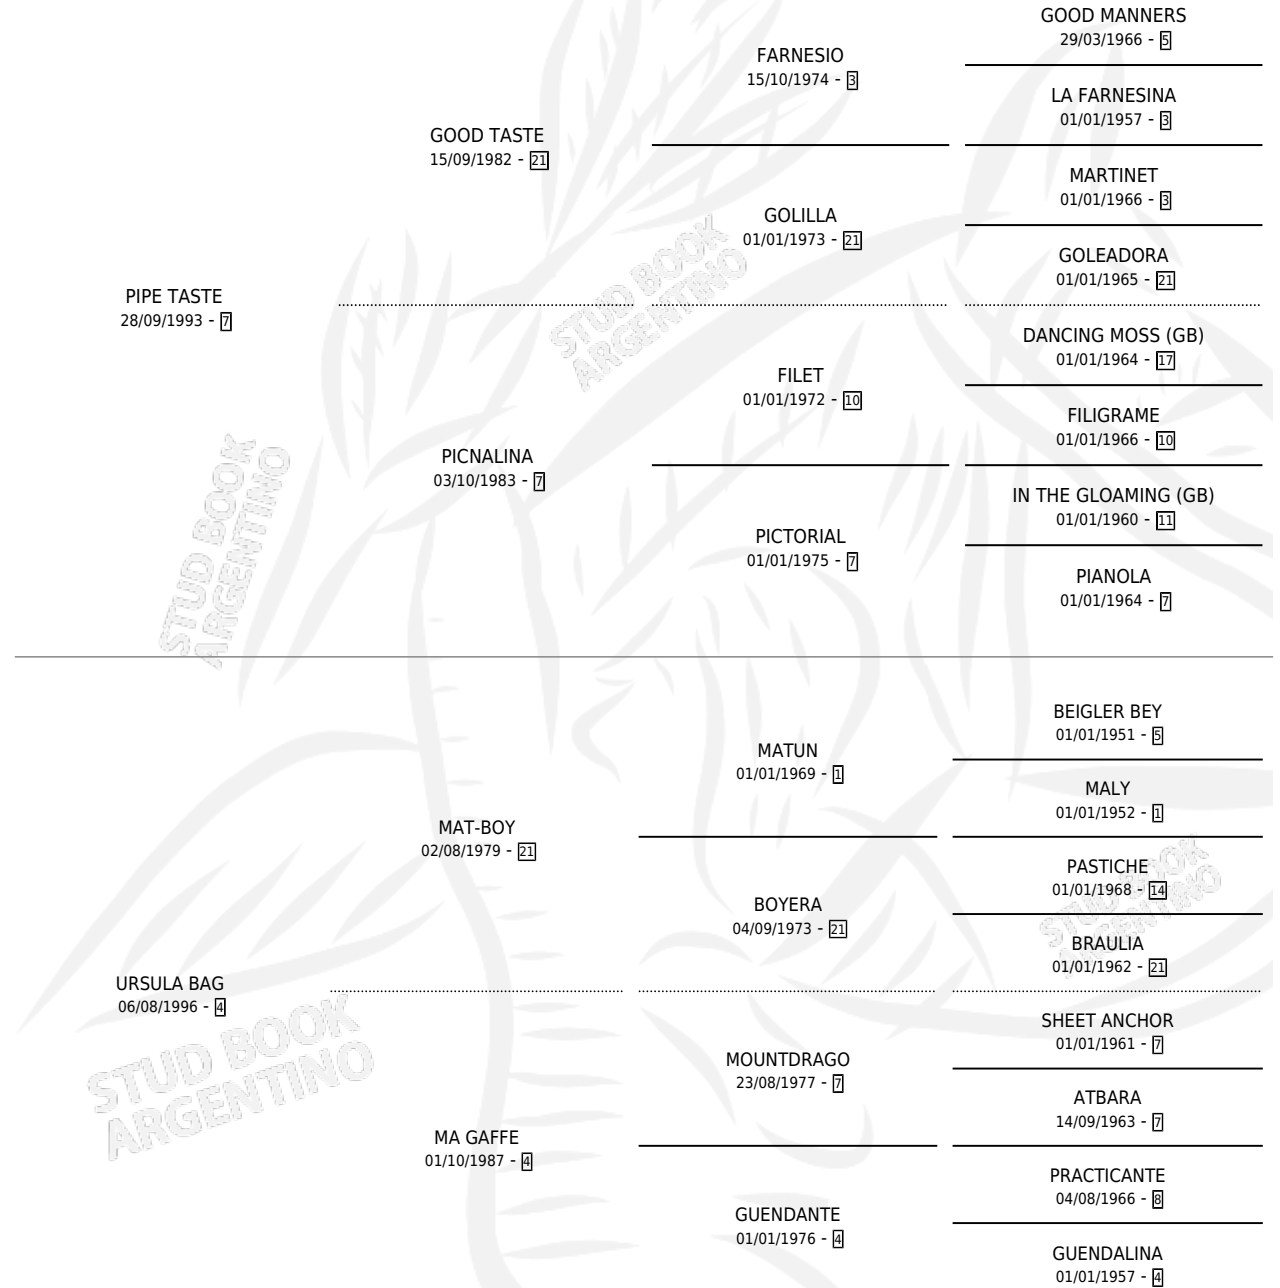 GOOD MANNERS
29/03/1966 - 5
FARNESIO
15/10/1974 - 3
LA FARNESINA
01/01/1957 - 3
GOOD TASTE
15/09/1982 - 21
MARTINET
01/01/1966 - 3
GOLILLA
01/01/1973 - 21
GOLEADORA
01/01/1965 - 21
PIPE TASTE
28/09/1993 - 7
DANCING MOSS (GB)
01/01/1964 - 17
FILET
01/01/1972 - 10
FILIGRAME
01/01/1966 - 10
PICNALINA
03/10/1983 - 7
IN THE GLOAMING (GB)
01/01/1960 - 11
PICTORIAL
01/01/1975 - 7
PIANOLA
01/01/1964 - 7
BEIGLER BEY
01/01/1951 - 5
MATUN
01/01/1969 - 1
MALY
01/01/1952 - 1
MAT-BOY
02/08/1979 - 21
PASTICHE
01/01/1968 - 14
BOYERA
04/09/1973 - 21
BRAULIA
01/01/1962 - 21
URSULA BAG
06/08/1996 - 4
SHEET ANCHOR
01/01/1961 - 7
MOUNTDRAGO
23/08/1977 - 7
ATBARA
14/09/1963 - 7
MA GAFFE
01/10/1987 - 4
PRACTICANTE
04/08/1966 - 8
GUENDANTE
01/01/1976 - 4
GUENDALINA
01/01/1957 - 4
STUD BOOK
ARGENTINO
STUD BOOK
ARGENTINO
STUD BOOK
ARGENTINO
STUD BOOK
ARGENTINO